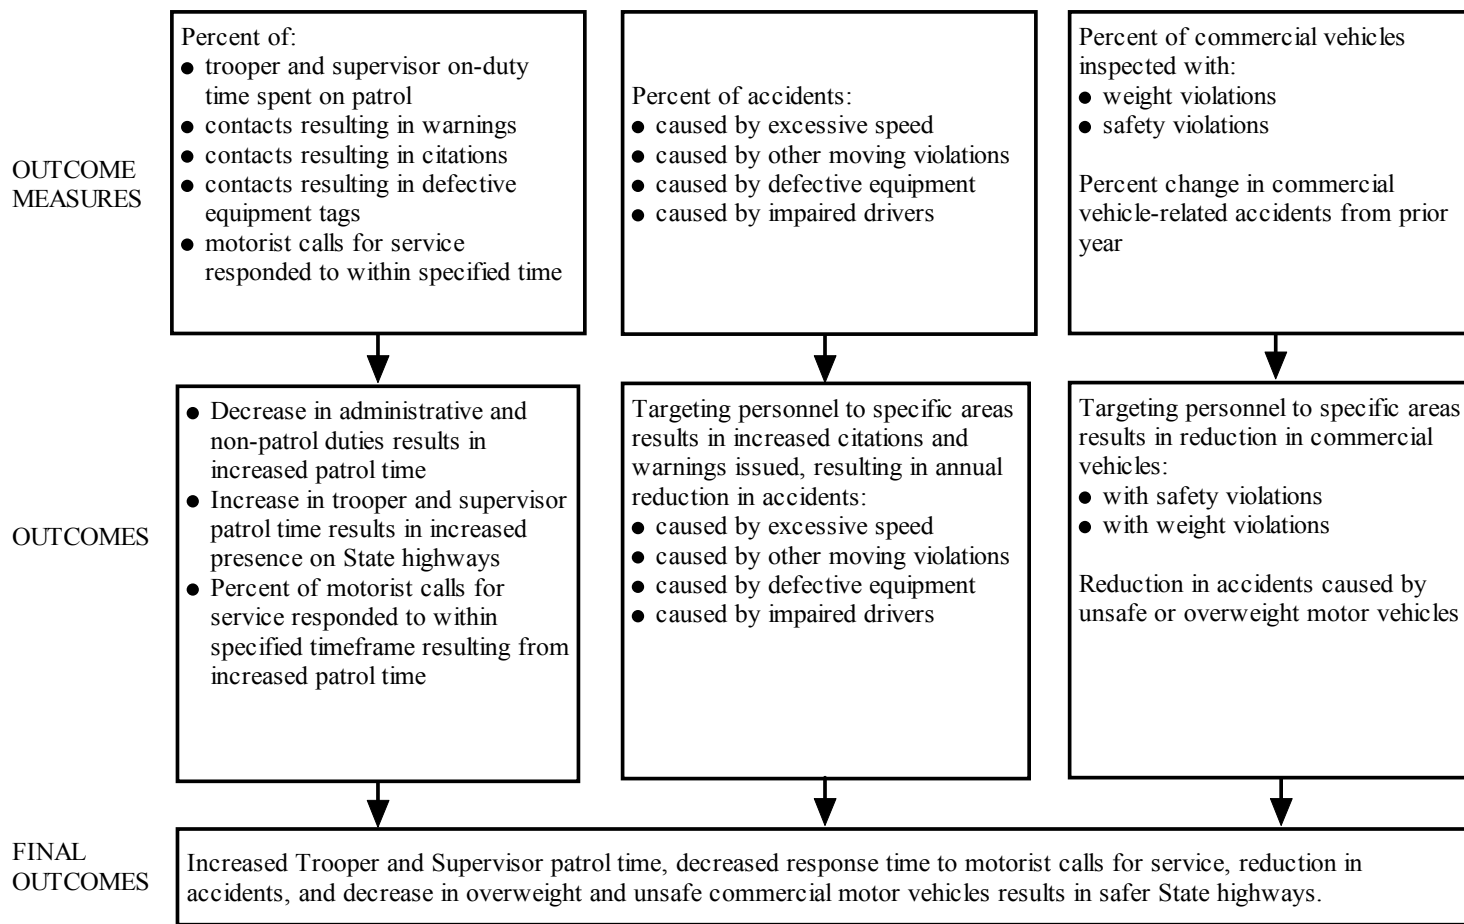 OUTCOME
MEASURES
Percent of:
● trooper and supervisor on-duty
time spent on patrol
● contacts resulting in warnings
● contacts resulting in citations
● contacts resulting in defective
equipment tags
● motorist calls for service
responded to within specified time
Percent of accidents:
● caused by excessive speed
● caused by other moving violations
● caused by defective equipment
● caused by impaired drivers
Percent of commercial vehicles
inspected with:
● weight violations
● safety violations
Percent change in commercial
vehicle-related accidents from prior
year
OUTCOMES
● Decrease in administrative and
non-patrol duties results in
increased patrol time
● Increase in trooper and supervisor
patrol time results in increased
presence on State highways
● Percent of motorist calls for
service responded to within
specified timeframe resulting from
increased patrol time
Targeting personnel to specific areas
results in increased citations and
warnings issued, resulting in annual
reduction in accidents:
● caused by excessive speed
● caused by other moving violations
● caused by defective equipment
● caused by impaired drivers
Targeting personnel to specific areas
results in reduction in commercial
vehicles:
● with safety violations
● with weight violations
Reduction in accidents caused by
unsafe or overweight motor vehicles
FINAL
OUTCOMES
Increased Trooper and Supervisor patrol time, decreased response time to motorist calls for service, reduction in
accidents, and decrease in overweight and unsafe commercial motor vehicles results in safer State highways.